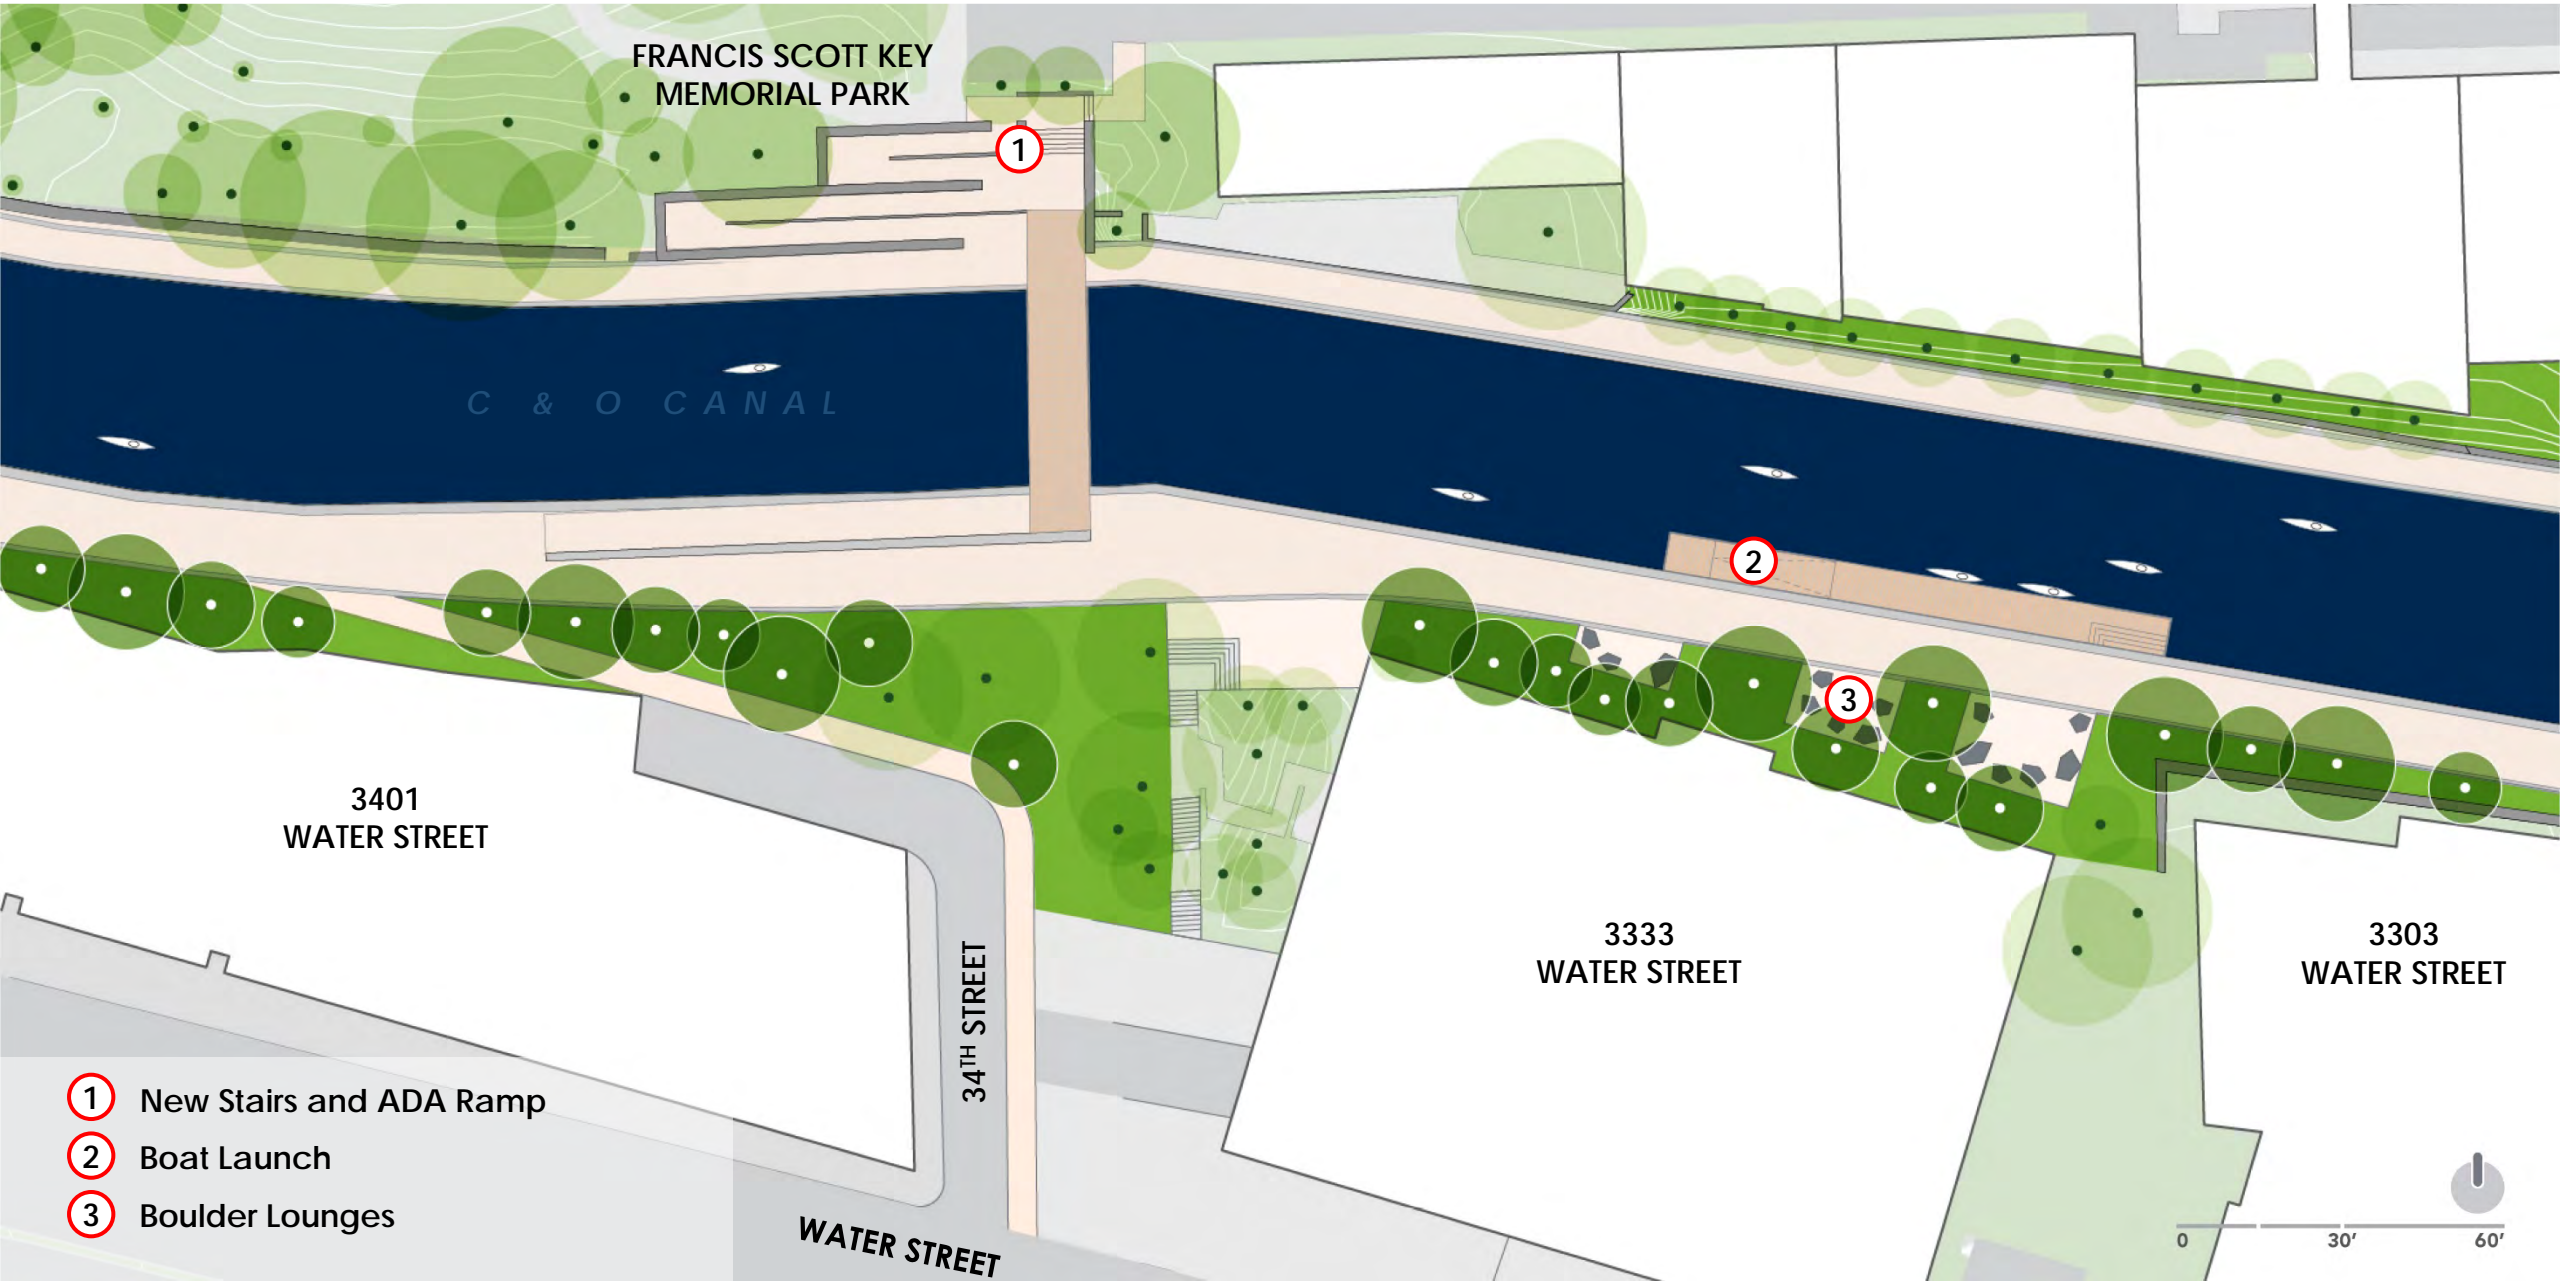 FRANCIS SCOTT KEY
MEMORIAL PARK
1
C & O CANAL
2
3
3401
WATER STREET
3333
WATER STREET
3303
WATER STREET
34TH STREET
WATER STREET
1 New Stairs and ADA Ramp
2 Boat Launch
3 Boulder Lounges
0 30' 60'